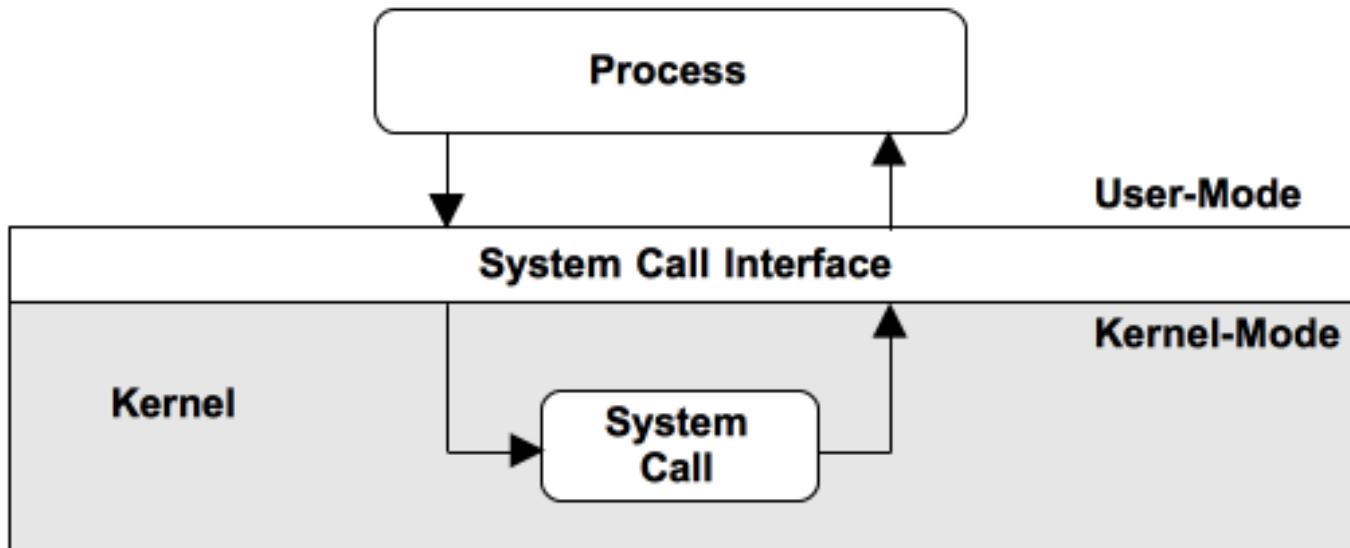 Process
User-Mode
System Call Interface
Kernel-Mode
Kernel
System
Call